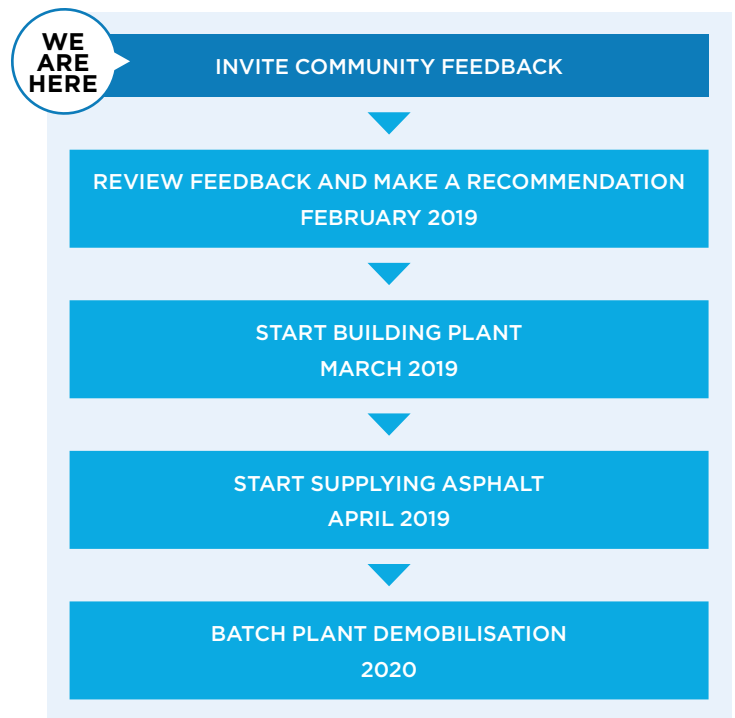 WE
ARE
HERE
INVITE COMMUNITY FEEDBACK
REVIEW FEEDBACK AND MAKE A RECOMMENDATION
FEBRUARY 2019
START BUILDING PLANT
MARCH 2019
START SUPPLYING ASPHALT
APRIL 2019
BATCH PLANT DEMOBILISATION
2020